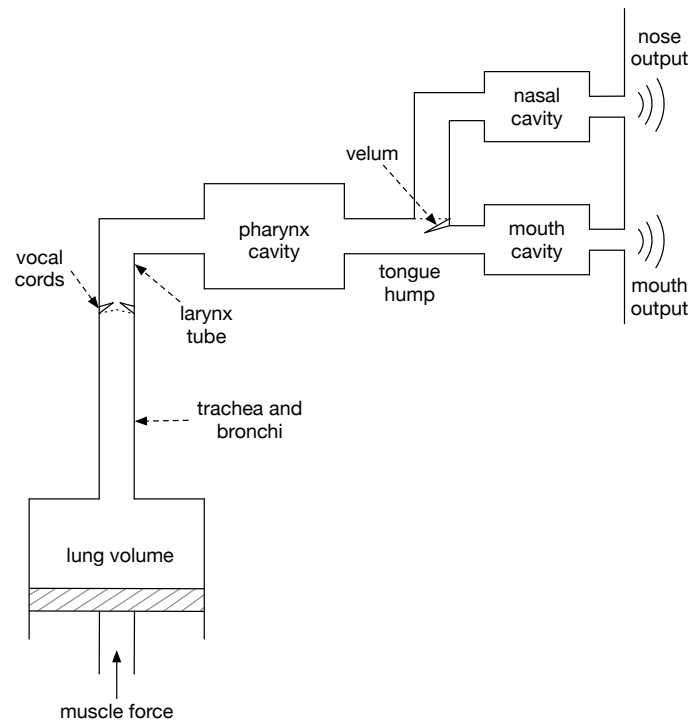 nose
output
nasal
cavity
velum
pharynx
cavity
mouth
cavity
vocal
cords
tongue
hump
mouth
output
larynx
tube
trachea and
bronchi
lung volume
muscle force